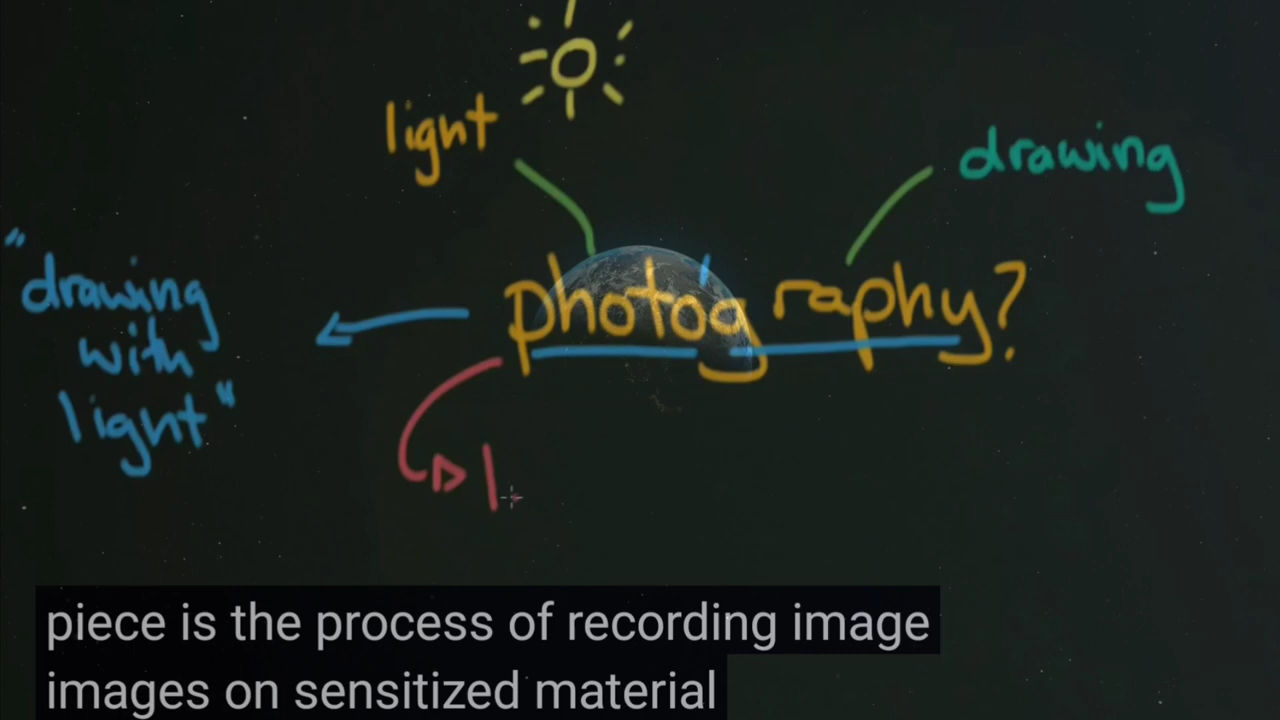 light
drawing
"drawing
with
light"
photography?
piece is the process of recording image
images on sensitized material